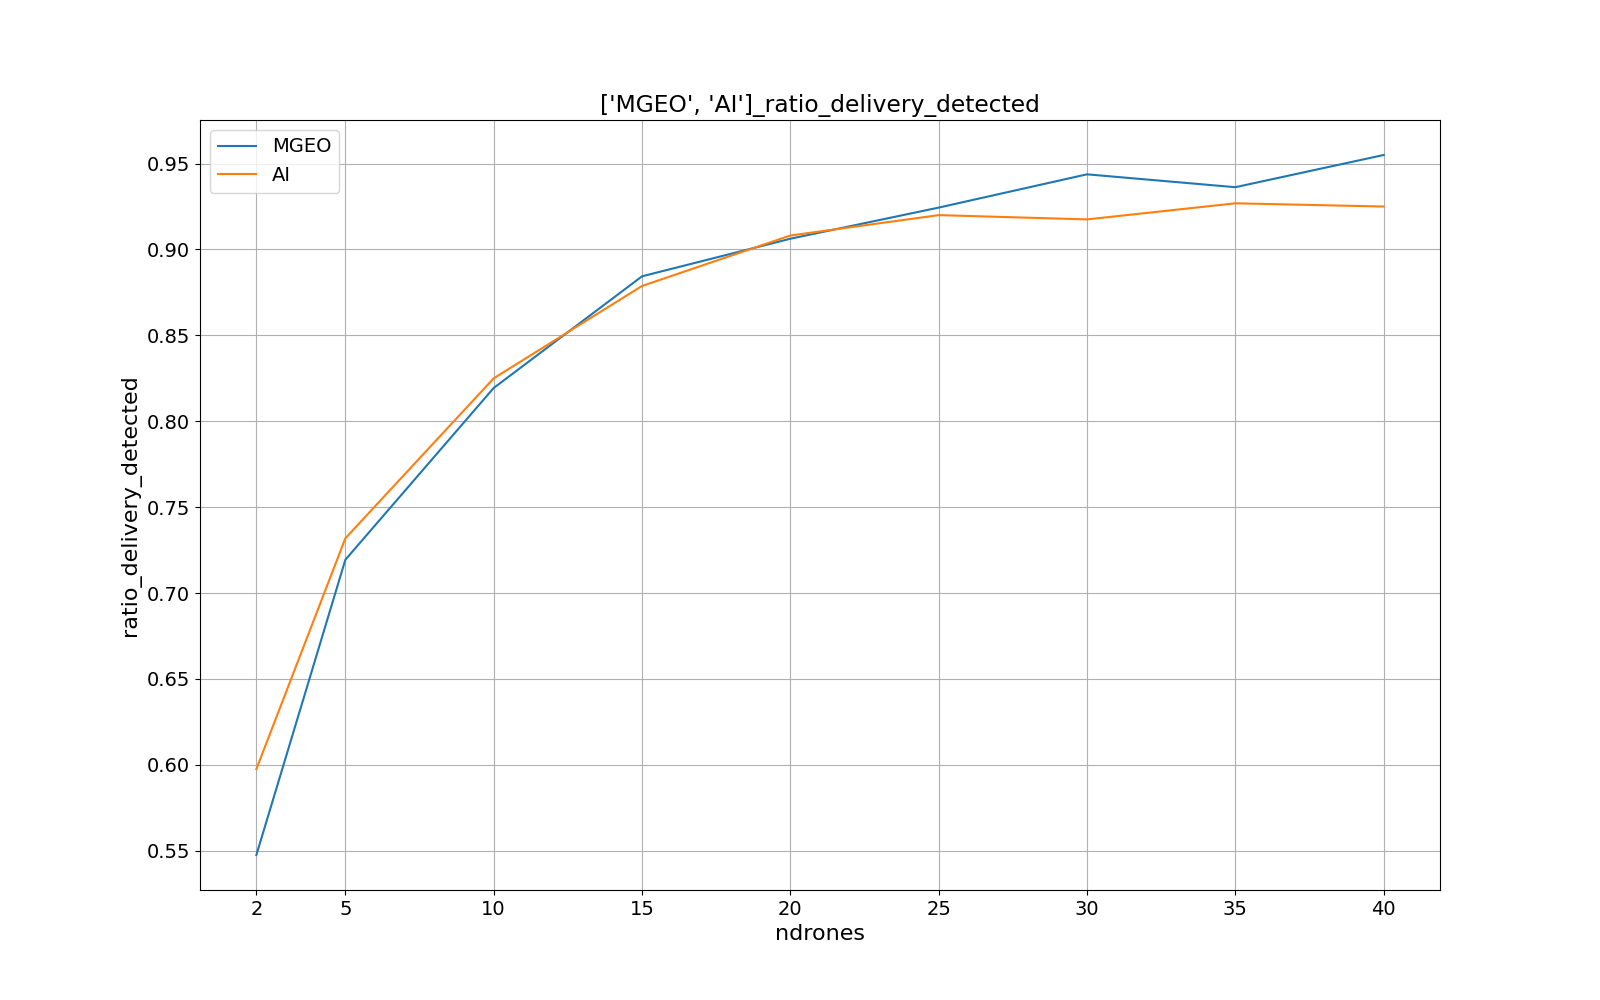 ['MGEO', 'AI']_ratio_delivery_detected
MGEO
AI
0.95
0.90
0.85
0.80
0.75
0.70
0.65
0.60
0.55
ratio_delivery_detected
2 5 10 15 20 25 30 35 40
ndrones